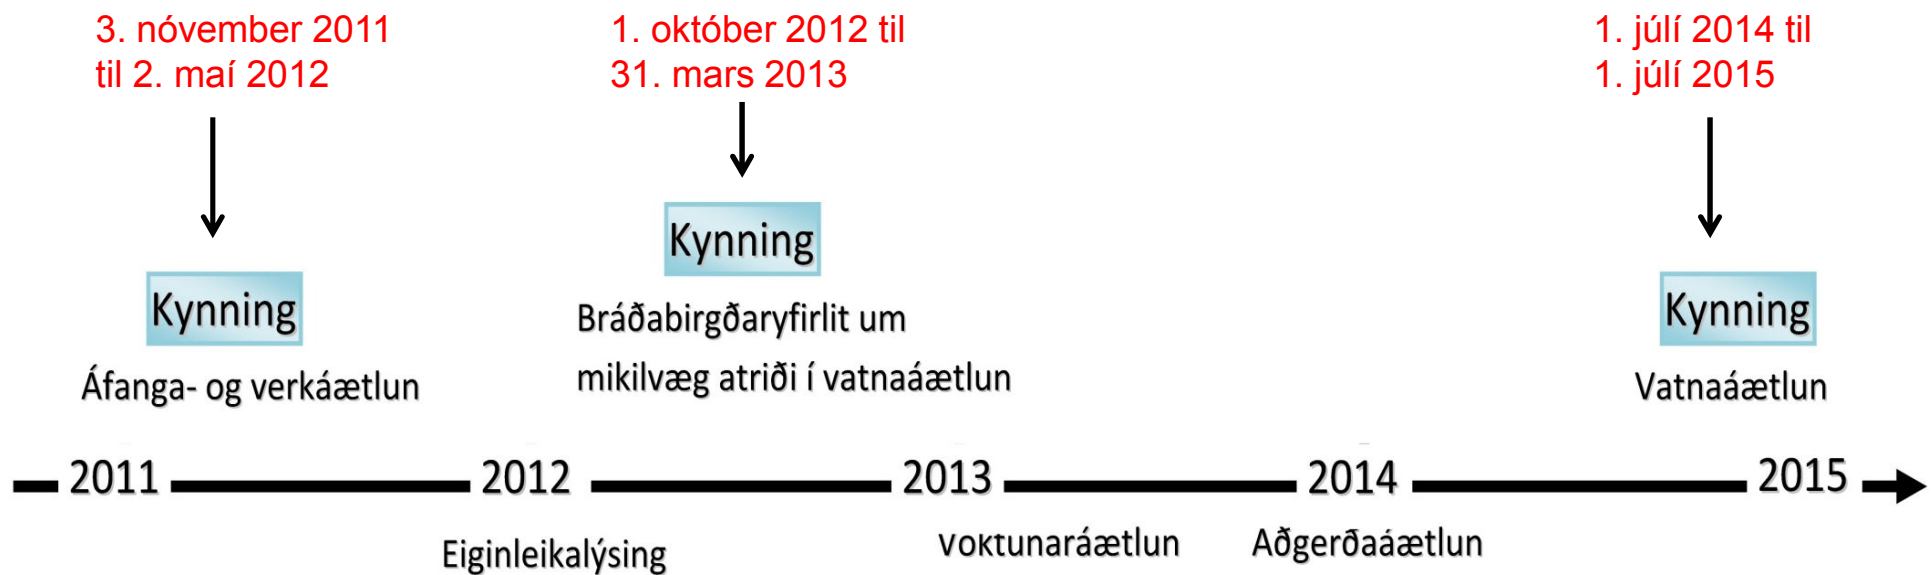 3. nóvember 2011
til 2. maí 2012
1. október 2012 til
31. mars 2013
1. júlí 2014 til
1. júlí 2015
Kynning
Áfanga- og verkáætlun
Kynning
Bráðabirgðaryfirlit um
mikilvæg atriði í vatnaáætlun
Kynning
Vatnaáætlun
2011 2012 2013 2014 2015
Eiginleikalýsing
Vöktunaráætlun
Aðgerðaáætlun